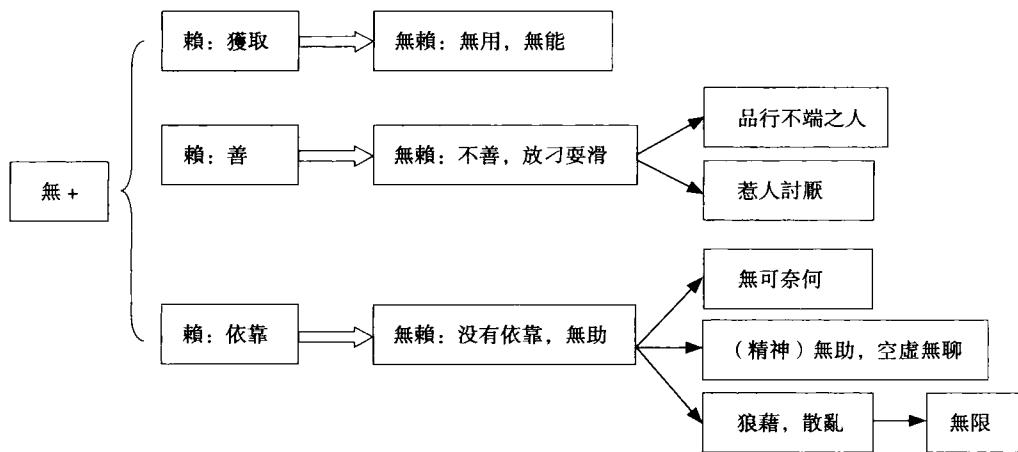 賴：獲取
無賴：無用，無能
品行不端之人
賴：善
無賴：不善，放刁耍滑
惹人討厭
無 +
無可奈何
賴：依靠
無賴：没有依靠，無助
（精神）無助，空虛無聊
狼藉，散亂
無限